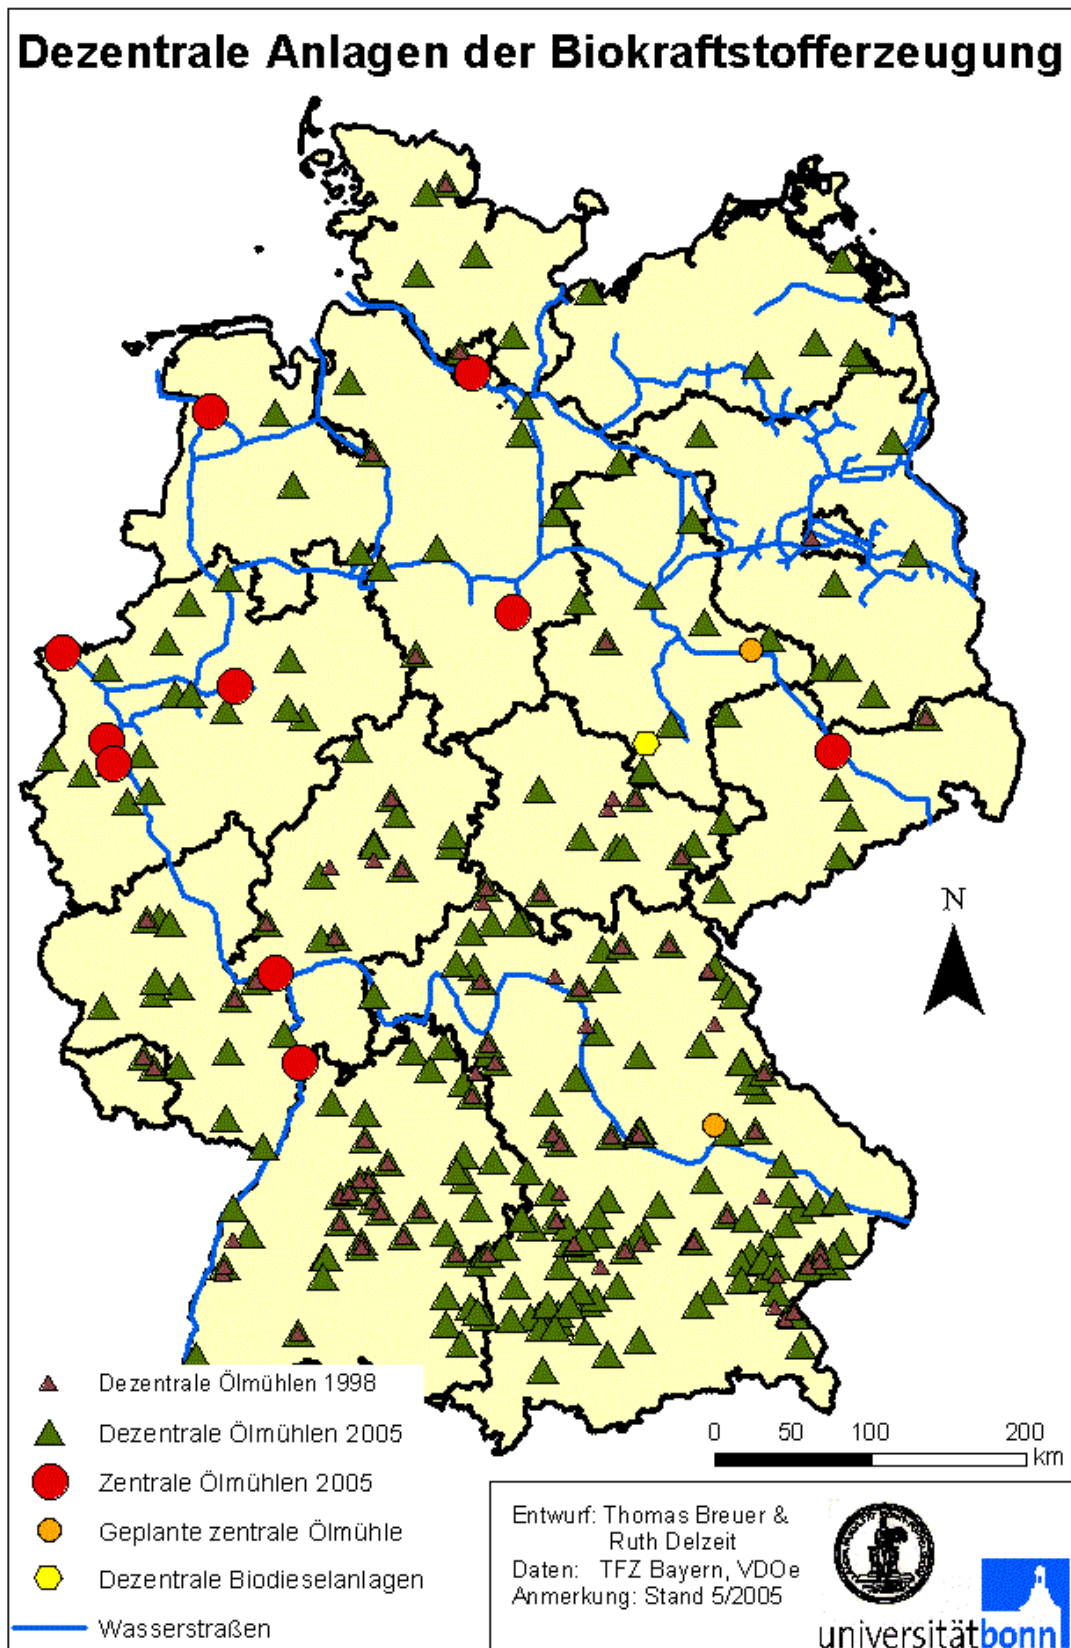 Dezentrale Anlagen der Biokraftstofferzeugung
N
Dezentrale Ölmühlen 1998
Dezentrale Ölmühlen 2005
Zentrale Ölmühlen 2005
Geplante zentrale Ölmühle
Dezentrale Biodieselanlagen
Wasserstraßen
0 50 100 200
km
Entwurf: Thomas Breuer &
Ruth Delzeit
Daten: TFZ Bayern, VDOe
Anmerkung: Stand 5/2005
universitätbonn